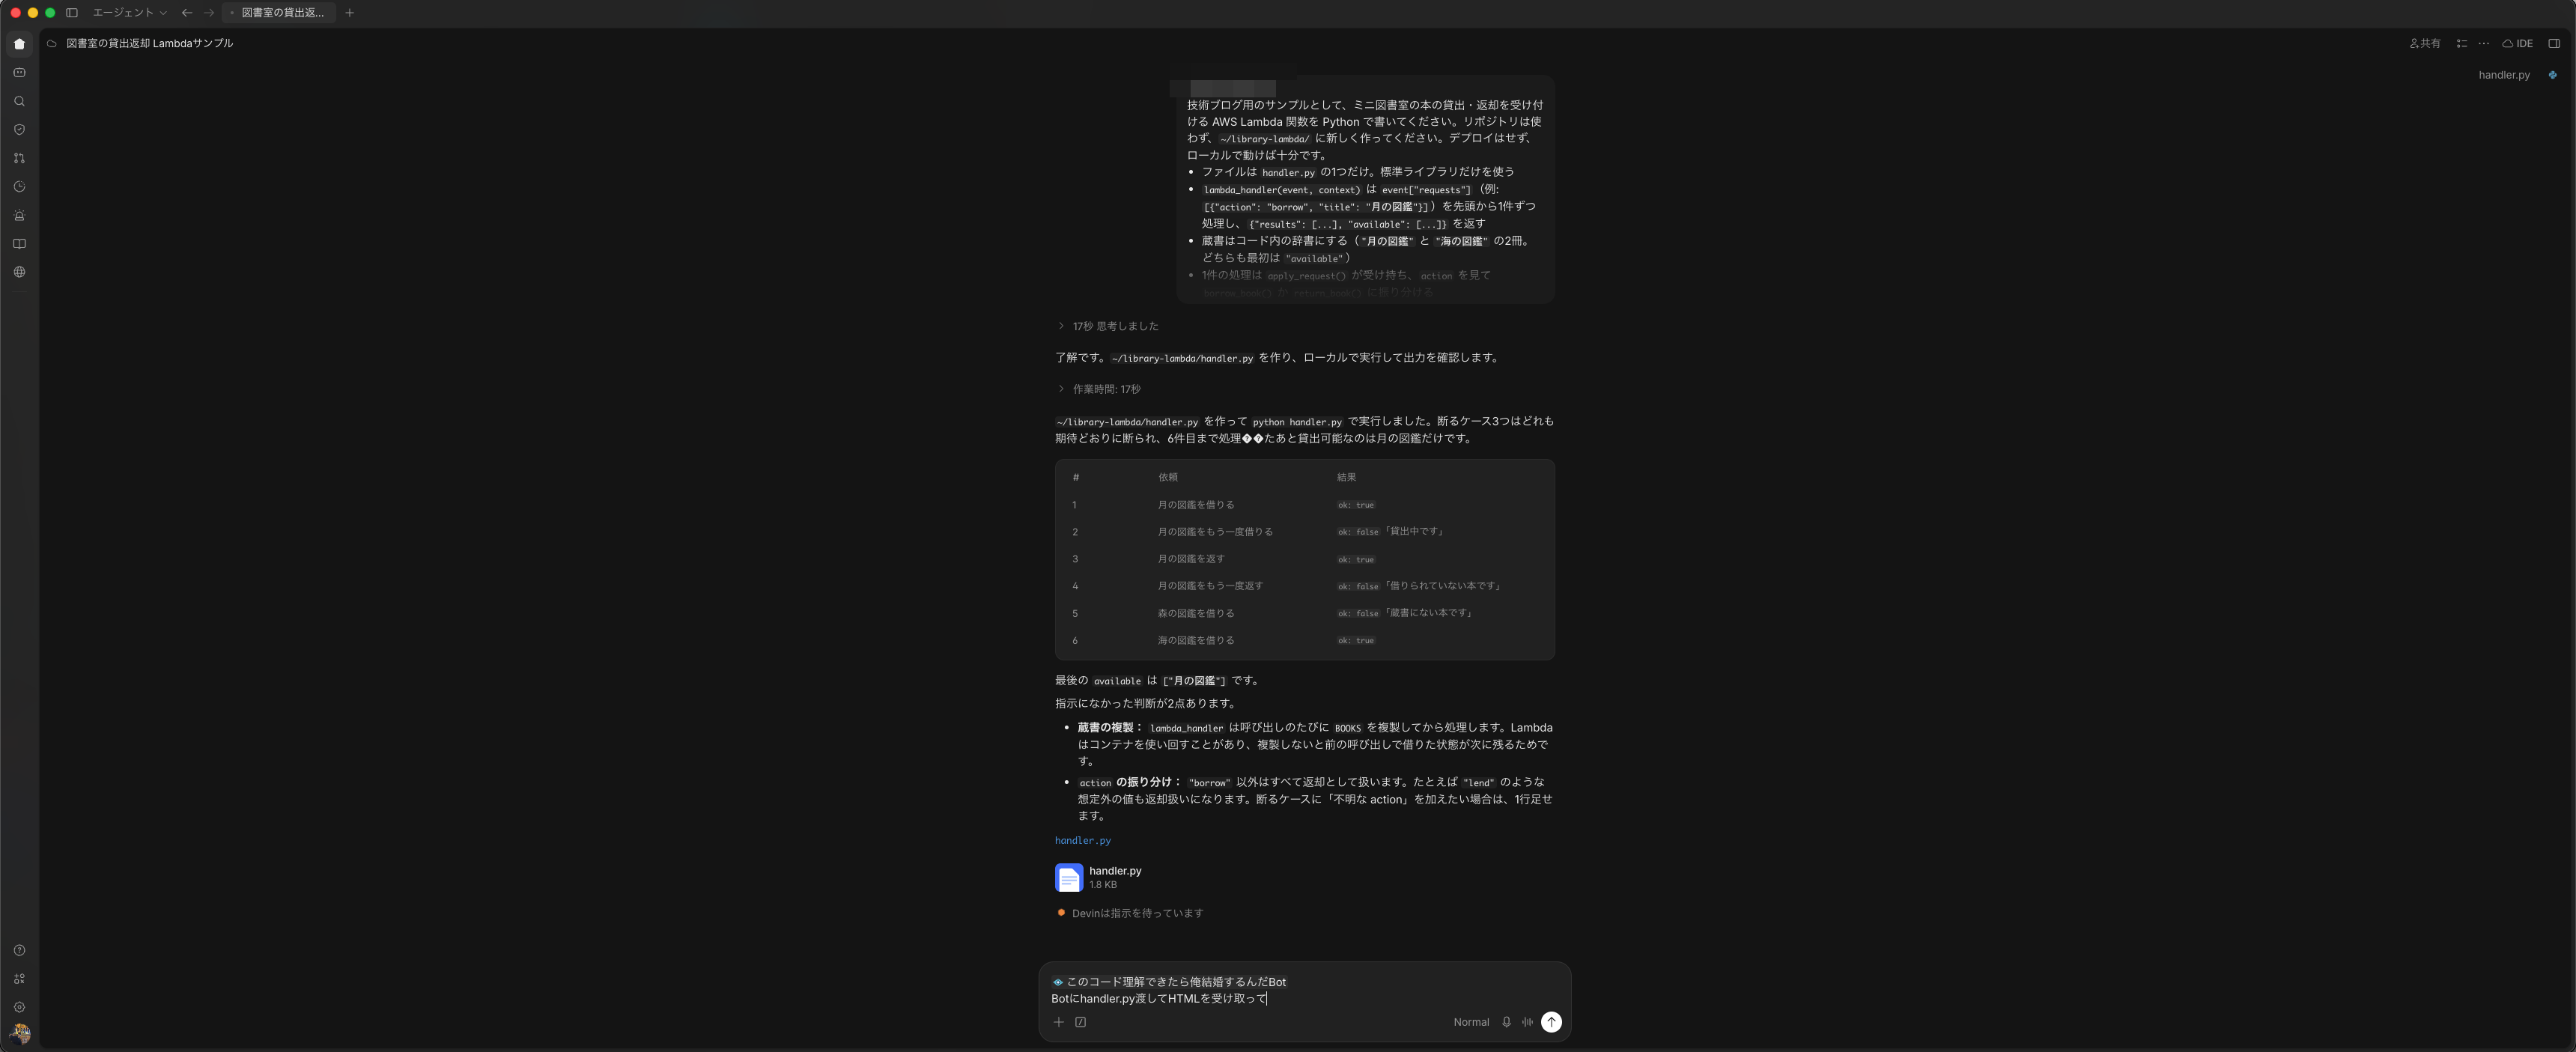 エージェント
図書室の貸出返...
図書室の貸出返却 Lambdaサンプル
共有
IDE
handler.py
技術ブログ用のサンプルとして、ミニ図書室の本の貸出・返却を受け付
ける AWS Lambda 関数を Python で書いてください。リポジトリは使
わず、~/library-lambda/ に新しく作ってください。デプロイはせず、
ローカルで動けば十分です。
• ファイルは handler.py の1つだけ。標準ライブラリだけを使う
• lambda_handler(event, context) は event["requests"]（例:
[{"action": "borrow", "title": "月の図鑑"}]）を先頭から1件ずつ
処理し、{"results": [...], "available": [...]} を返す
• 蔵書はコード内の辞書にする（"月の図鑑" と "海の図鑑" の2冊。
どちらも最初は "available"）
• 1件の処理は apply_request() が受け持ち、action を見て
borrow_book() か return_book() に振り分ける
17秒 思考しました
了解です。~/library-lambda/handler.py を作り、ローカルで実行して出力を確認します。
作業時間: 17秒
~/library-lambda/handler.py を作って python handler.py で実行しました。断るケース3つはどれも
期待どおりに断られ、6件目まで処理��たあと貸出可能なのは月の図鑑だけです。
# 依頼 結果
1 月の図鑑を借りる ok: true
2 月の図鑑をもう一度借りる ok: false「貸出中です」
3 月の図鑑を返す ok: true
4 月の図鑑をもう一度返す ok: false「借りられていない本です」
5 森の図鑑を借りる ok: false「蔵書にない本です」
6 海の図鑑を借りる ok: true
最後の available は ["月の図鑑"] です。
指示になかった判断が2点あります。
• 蔵書の複製： lambda_handler は呼び出しのたびに BOOKS を複製してから処理します。Lambda
はコンテナを使い回すことがあり、複製しないと前の呼び出しで借りた状態が次に残るためで
す。
• action の振り分け： "borrow" 以外はすべて返却として扱います。たとえば "lend" のような
想定外の値も返却扱いになります。断るケースに「不明な action」を加えたい場合は、1行足せ
ます。
handler.py
handler.py
1.8 KB
Devinは指示を待っています
このコード理解できたら俺結婚するんだBot
Botにhandler.py渡してHTMLを受け取って
Normal